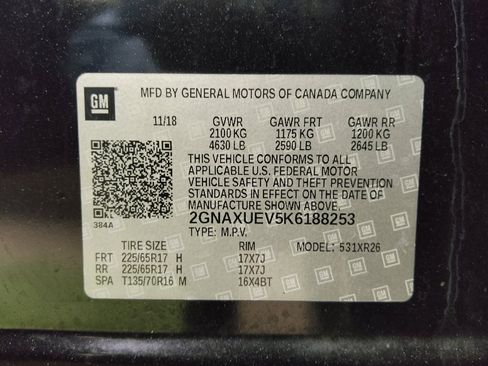 GM
MFD BY GENERAL MOTORS OF CANADA COMPANY
11/18 GVWR GAWR FRT GAWR RR
2100 KG 1175 KG 1200 KG
4630 LB 2590 LB 2645 LB
THIS VEHICLE CONFORMS TO ALL
APPLICABLE U.S. FEDERAL MOTOR
VEHICLE SAFETY AND THEFT PREVENTION
STANDARDS IN EFFECT ON THE DATE OF
MANUFACTURE SHOWN ABOVE.
384A 2GNAXUEV5K6188253
TYPE: M.P.V. MODEL: 531XR26
TIRE SIZE RIM
FRT 225/65R17 H 17X7J
RR 225/65R17 H 17X7J
SPA T135/70R16 M 16X4BT